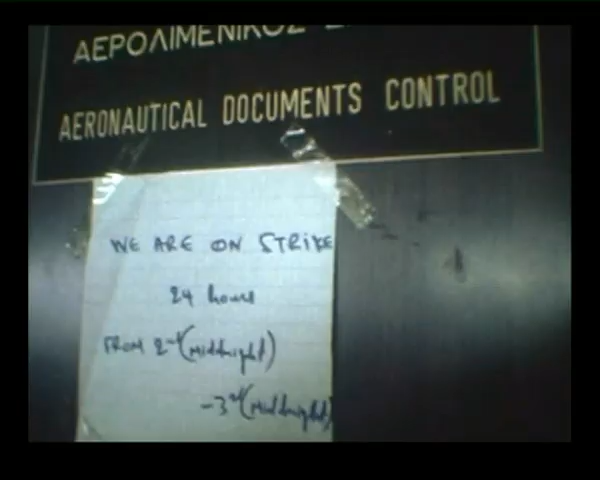 ΑΕΡΟΛΙΜΕΝΙΚΟΣ
AERONAUTICAL DOCUMENTS CONTROL
WE ARE ON STRIKE
24 hours
FROM 2nd (Midnight)
-3rd (Midnight)